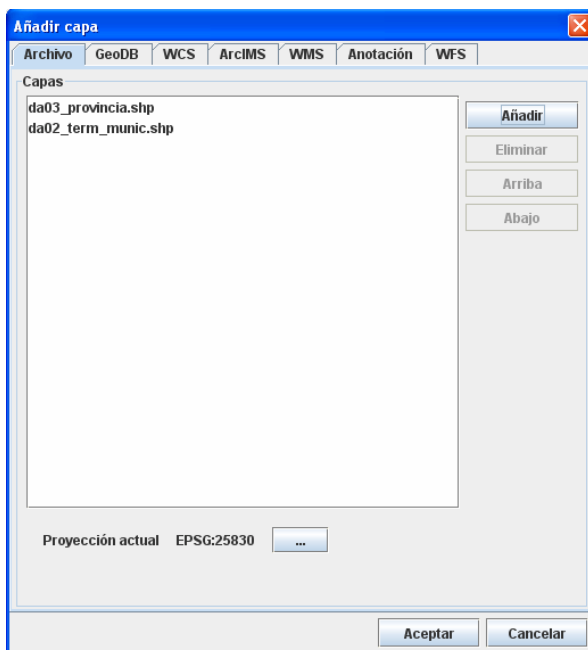 Añadir capa
Archivo GeoDB WCS ArcIMS WMS Anotación WFS
Capas
da03_provincia.shp
da02_term_munic.shp
Añadir
Eliminar
Arriba
Abajo
Proyección actual EPSG:25830 ...
Aceptar Cancelar